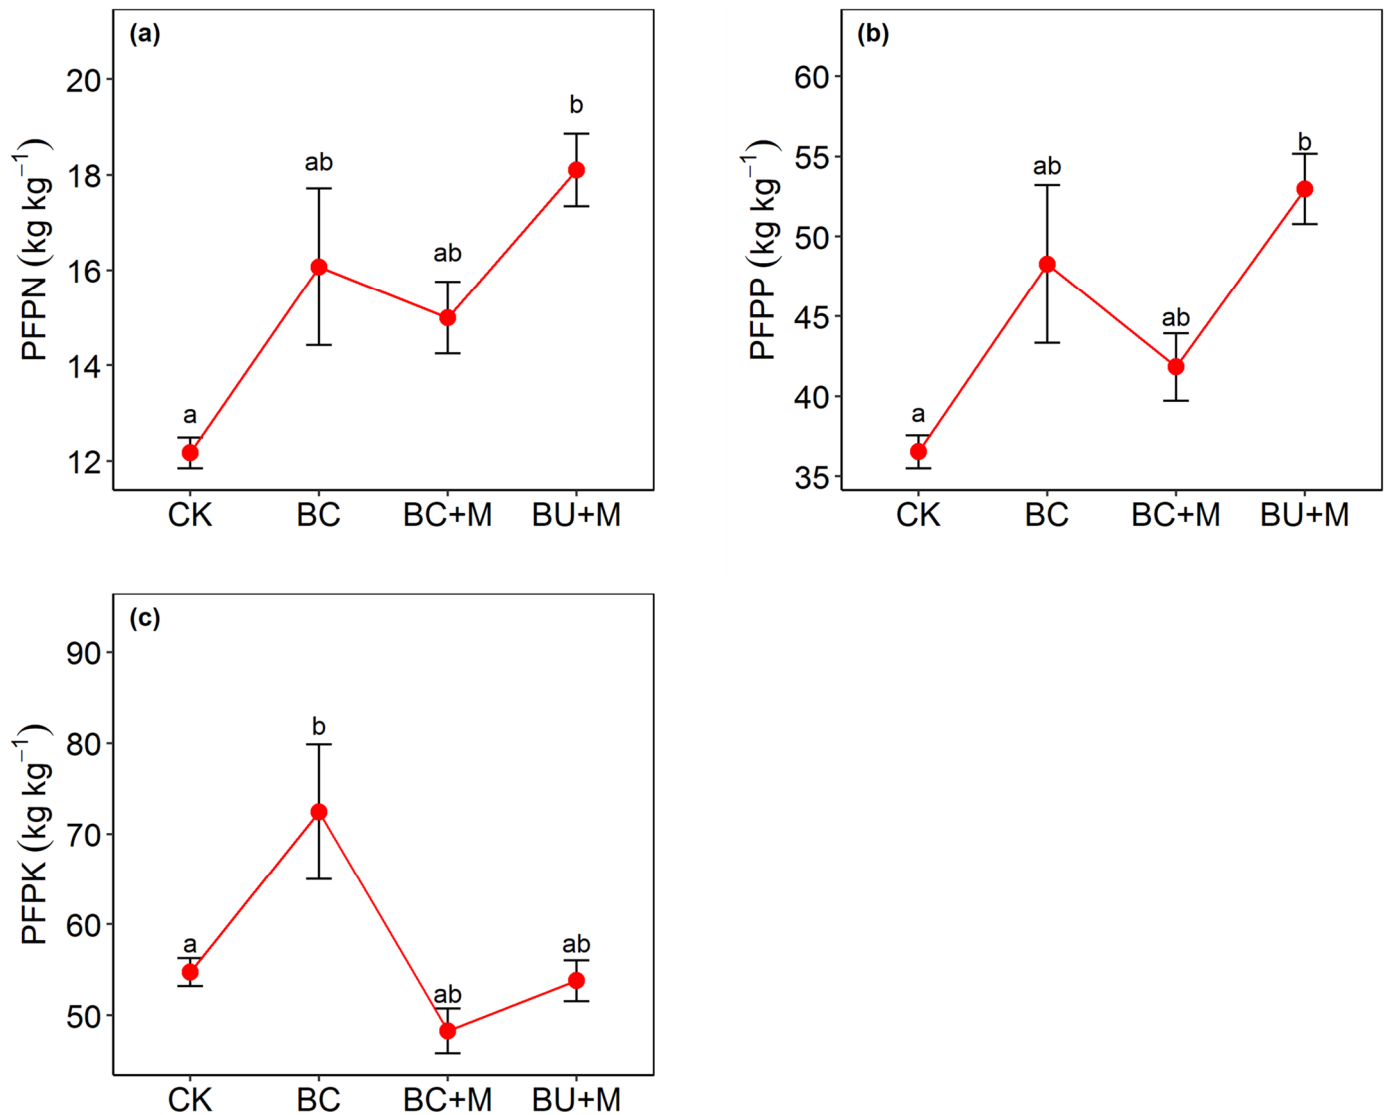 (a)
PFPN (kg kg⁻¹)
20
18
16
14
12
a
ab
ab
b
CK BC BC+M BU+M
(b)
PFPP (kg kg⁻¹)
60
55
50
45
40
35
a
ab
ab
b
CK BC BC+M BU+M
(c)
PFPK (kg kg⁻¹)
90
80
70
60
50
a
b
ab
ab
CK BC BC+M BU+M